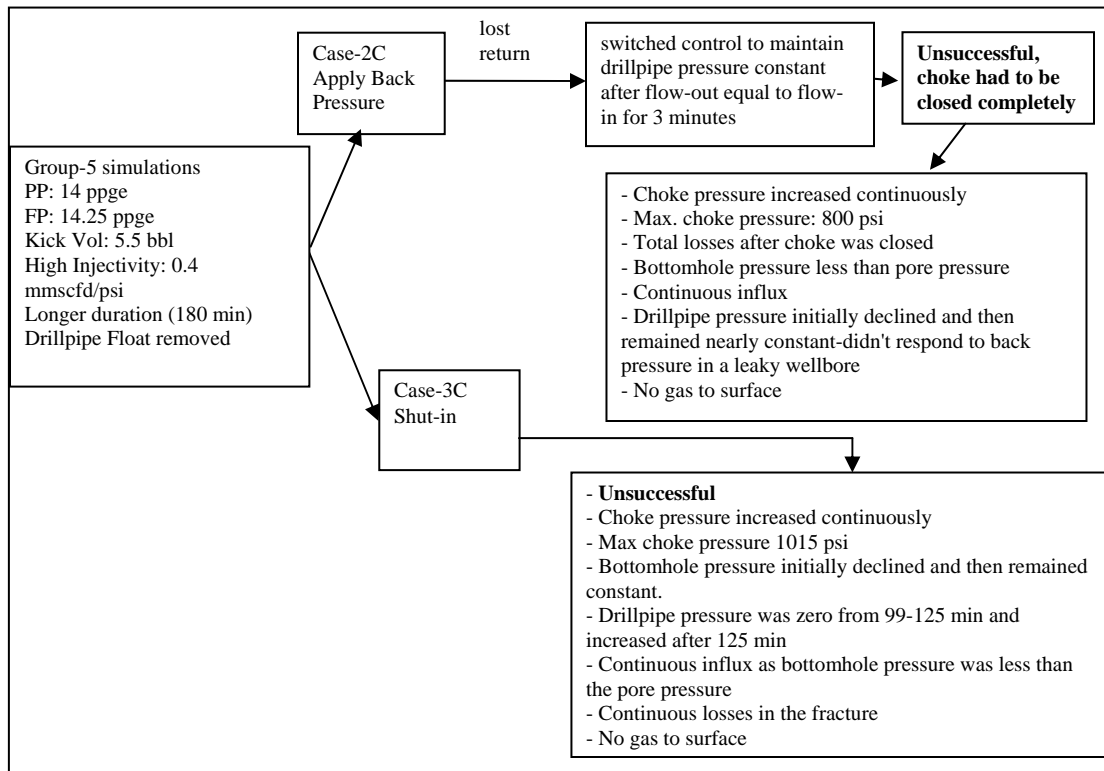 Group-5 simulations
PP: 14 ppge
FP: 14.25 ppge
Kick Vol: 5.5 bbl
High Injectivity: 0.4
mmscfd/psi
Longer duration (180 min)
Drillpipe Float removed
Case-2C
Apply Back
Pressure
lost
return
switched control to maintain
drillpipe pressure constant
after flow-out equal to flow-
in for 3 minutes
Unsuccessful,
choke had to be
closed completely
- Choke pressure increased continuously
- Max. choke pressure: 800 psi
- Total losses after choke was closed
- Bottomhole pressure less than pore pressure
- Continuous influx
- Drillpipe pressure initially declined and then
remained nearly constant-didn't respond to back
pressure in a leaky wellbore
- No gas to surface
Case-3C
Shut-in
- Unsuccessful
- Choke pressure increased continuously
- Max choke pressure 1015 psi
- Bottomhole pressure initially declined and then remained
constant.
- Drillpipe pressure was zero from 99-125 min and
increased after 125 min
- Continuous influx as bottomhole pressure was less than
the pore pressure
- Continuous losses in the fracture
- No gas to surface